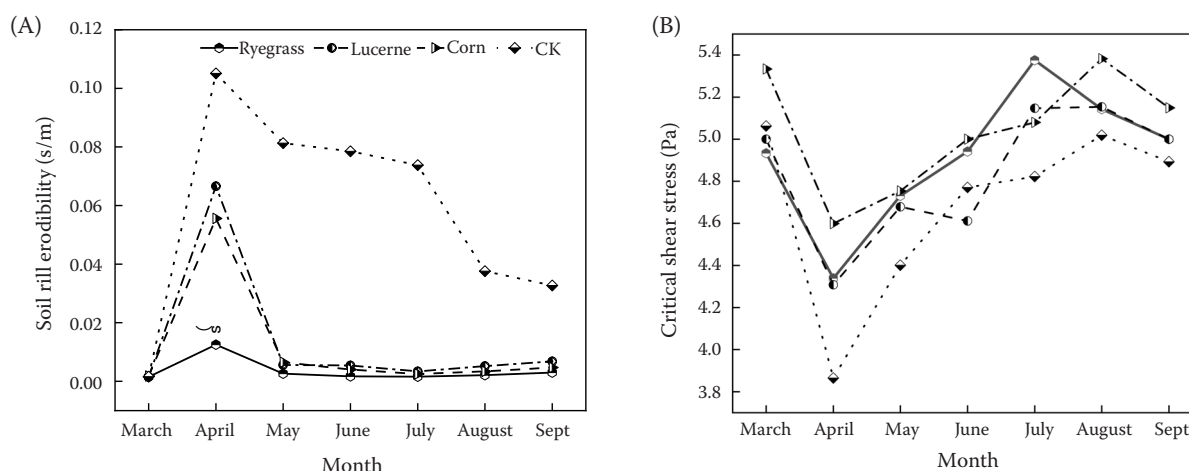 (A)
Soil rill erodibility (s/m)
0.12
0.10
0.08
0.06
0.04
0.02
0.00
Ryegrass Lucerne Corn CK
s
March April May June July August Sept
Month
(B)
Critical shear stress (Pa)
5.4
5.2
5.0
4.8
4.6
4.4
4.2
4.0
3.8
March April May June July August Sept
Month